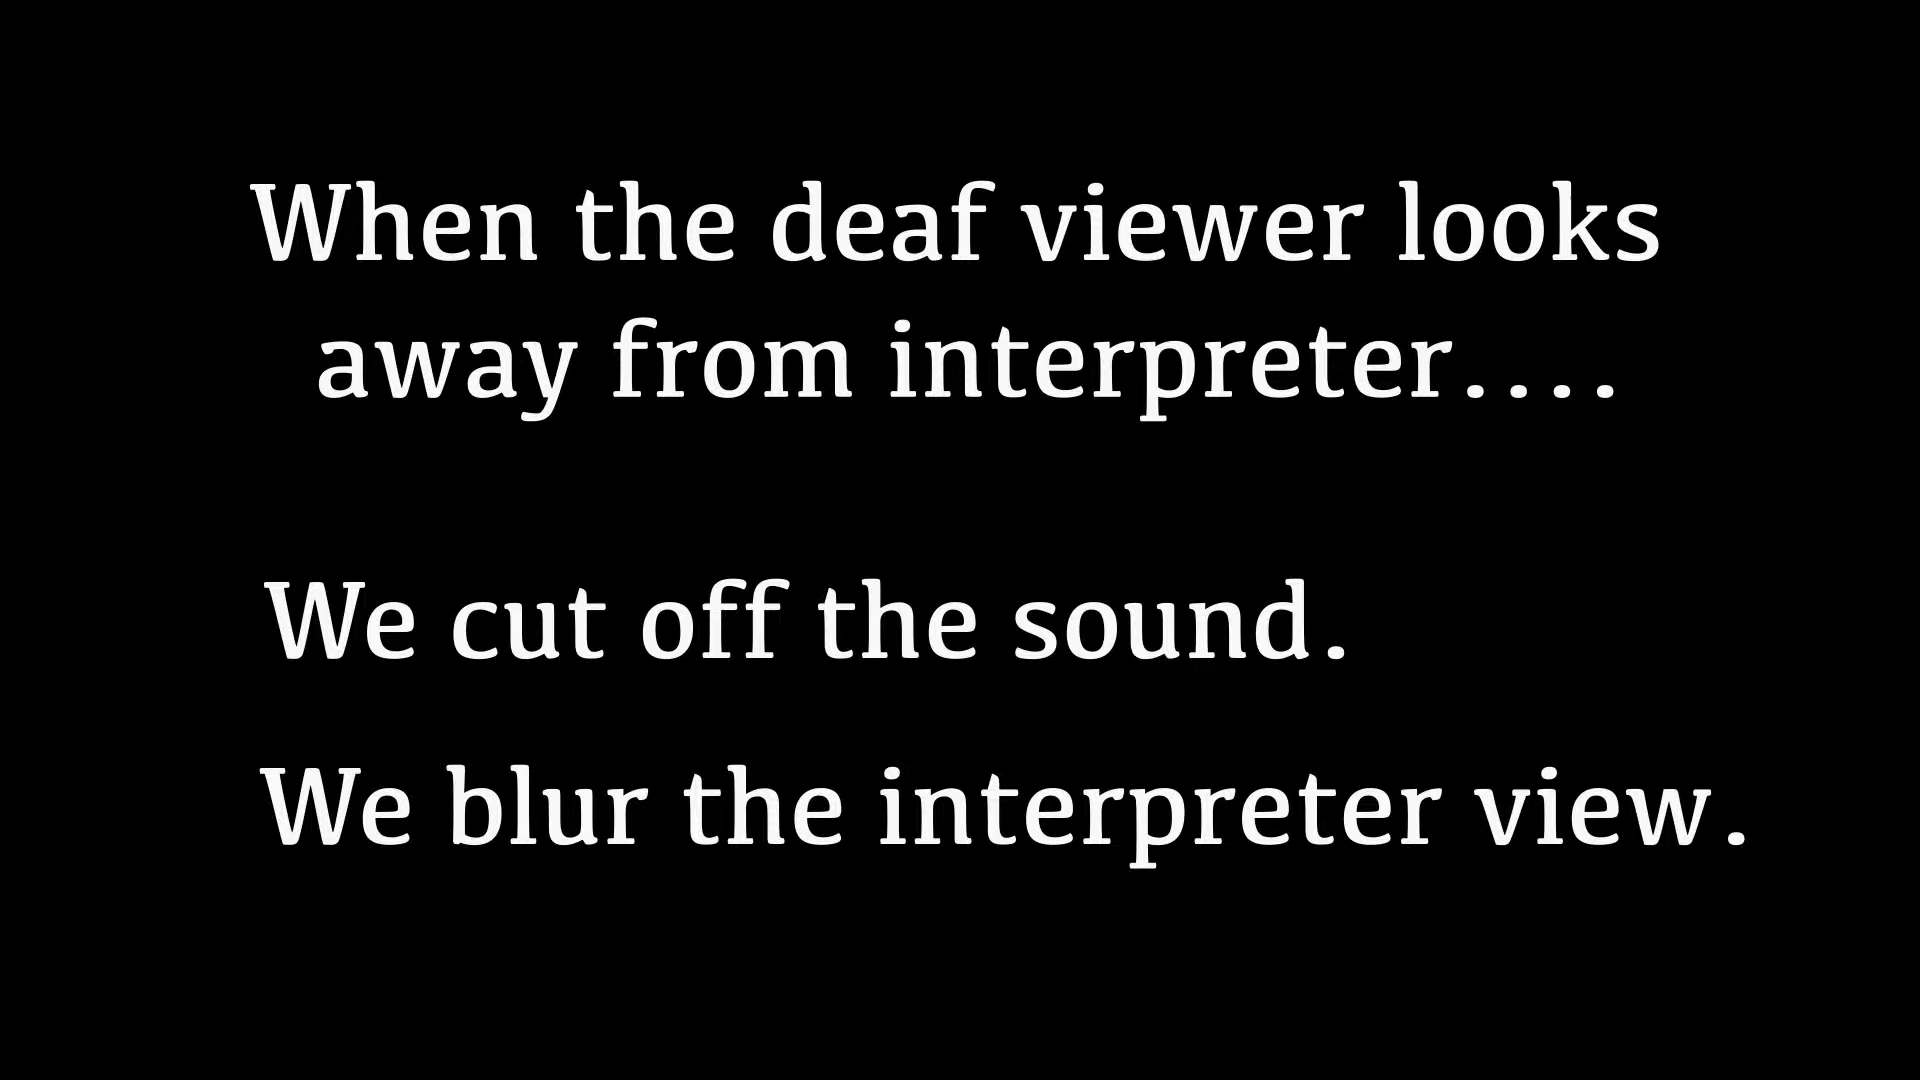 When the deaf viewer looks
away from interpreter....
We cut off the sound.
We blur the interpreter view.